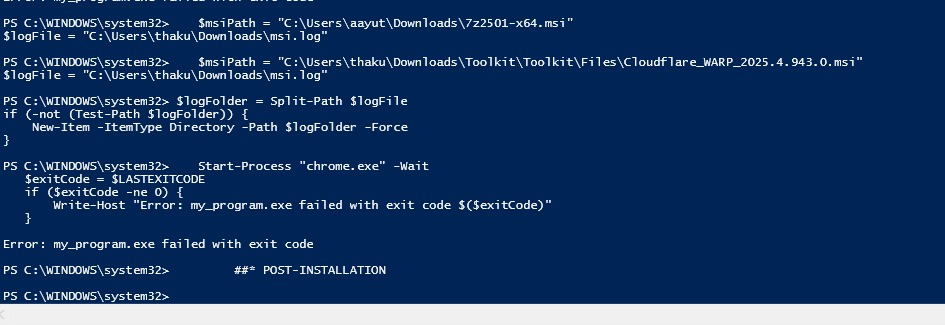 PS C:\WINDOWS\system32>    $msiPath = "C:\Users\aayut\Downloads\7z2501-x64.msi"
$logFile = "C:\Users\thaku\Downloads\msi.log"
PS C:\WINDOWS\system32>    $msiPath = "C:\Users\thaku\Downloads\Toolkit\Toolkit\Files\Cloudflare_WARP_2025.4.943.0.msi"
$logFile = "C:\Users\thaku\Downloads\msi.log"
PS C:\WINDOWS\system32> $logFolder = Split-Path $logFile
if (-not (Test-Path $logFolder)) {
    New-Item -ItemType Directory -Path $logFolder -Force
}
PS C:\WINDOWS\system32>    Start-Process "chrome.exe" -Wait
   $exitCode = $LASTEXITCODE
   if ($exitCode -ne 0) {
       Write-Host "Error: my_program.exe failed with exit code $($exitCode)"
   }
Error: my_program.exe failed with exit code
PS C:\WINDOWS\system32>         ##* POST-INSTALLATION
PS C:\WINDOWS\system32>